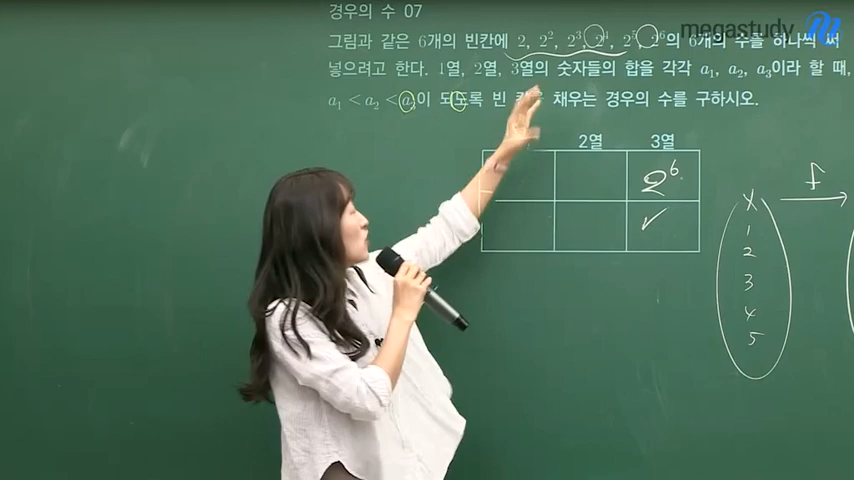 경우의 수 07
megastudy
그림과 같은 6개의 빈칸에 2, 2², 2³, 2⁴, 2⁵, 2⁶의 6개의 수를 하나씩 써
넣으려고 한다. 1열, 2열, 3열의 숫자들의 합을 각각 a₁, a₂, a₃이라 할 때,
a₁ < a₂ < a₃이 되도록 빈 채우는 경우의 수를 구하시오.
2열 3열
2⁶
✓
f
X
1
2
3
4
5